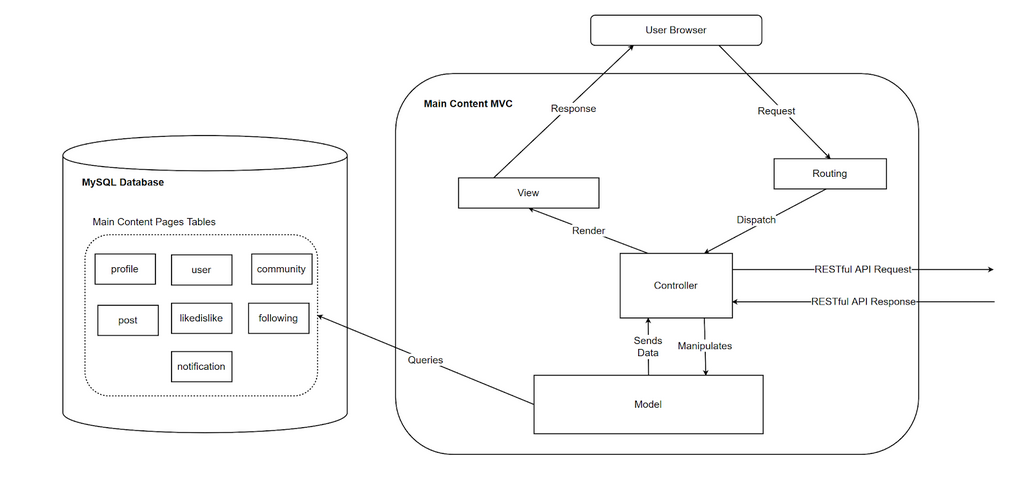 User Browser
Main Content MVC
Response
Request
MySQL Database
Routing
View
Main Content Pages Tables
Dispatch
Render
profile
user
community
RESTful API Request
Controller
RESTful API Response
post
likedislike
following
Sends
Data
Manipulates
Queries
notification
Model